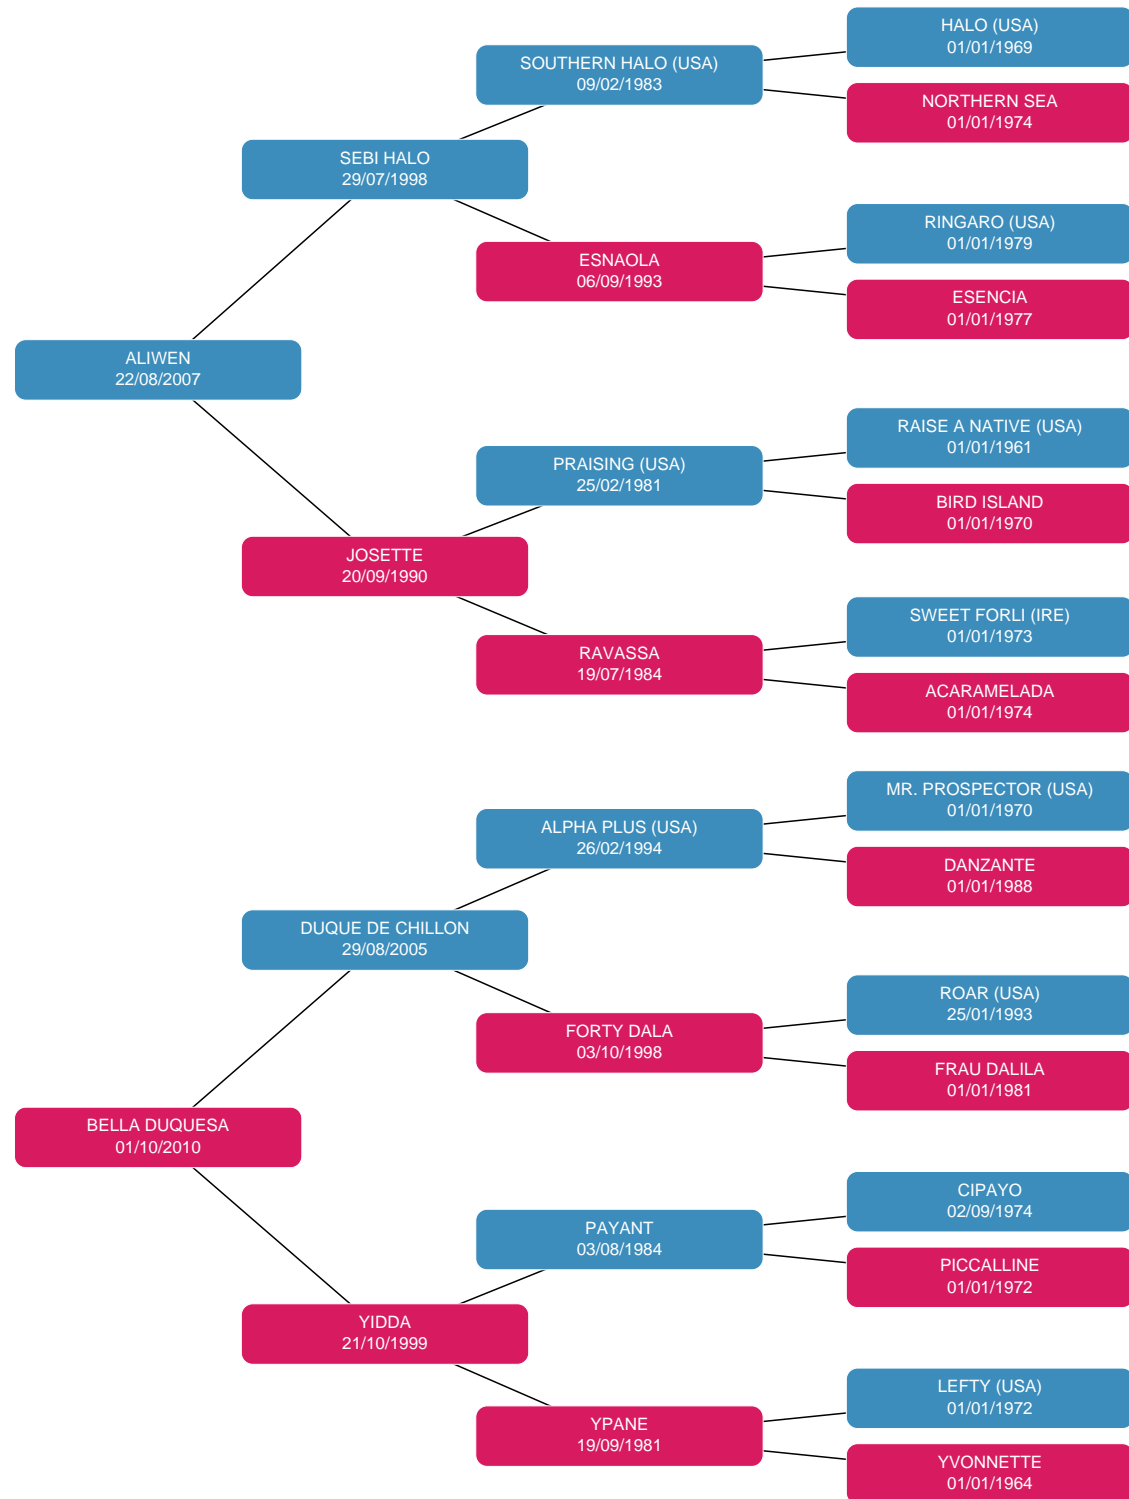 HALO (USA)
01/01/1969
SOUTHERN HALO (USA)
09/02/1983
NORTHERN SEA
01/01/1974
SEBI HALO
29/07/1998
RINGARO (USA)
01/01/1979
ESNAOLA
06/09/1993
ESENCIA
01/01/1977
ALIWEN
22/08/2007
RAISE A NATIVE (USA)
01/01/1961
PRAISING (USA)
25/02/1981
BIRD ISLAND
01/01/1970
JOSETTE
20/09/1990
SWEET FORLI (IRE)
01/01/1973
RAVASSA
19/07/1984
ACARAMELADA
01/01/1974
MR. PROSPECTOR (USA)
01/01/1970
ALPHA PLUS (USA)
26/02/1994
DANZANTE
01/01/1988
DUQUE DE CHILLON
29/08/2005
ROAR (USA)
25/01/1993
FORTY DALA
03/10/1998
FRAU DALILA
01/01/1981
BELLA DUQUESA
01/10/2010
CIPAYO
02/09/1974
PAYANT
03/08/1984
PICCALLINE
01/01/1972
YIDDA
21/10/1999
LEFTY (USA)
01/01/1972
YPANE
19/09/1981
YVONNETTE
01/01/1964